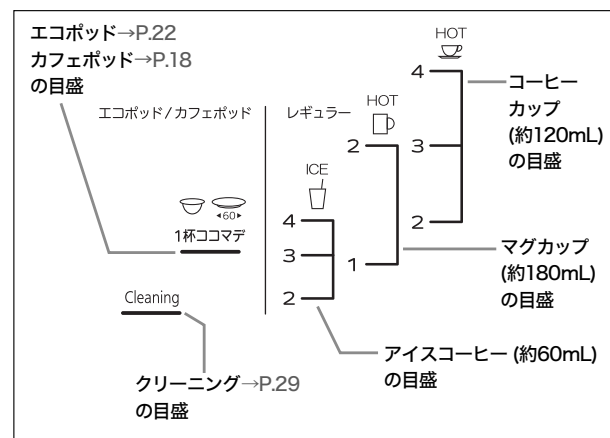 エコポッド→P.22
カフェポッド→P.18
の目盛
エコポッド/カフェポッド
レギュラー
HOT
HOT
ICE
4
3
2
コーヒー
カップ
(約120mL)
の目盛
2
1
マグカップ
(約180mL)
の目盛
4
3
2
アイスコーヒー (約60mL)
の目盛
◂60▸
1杯ココマデ
Cleaning
クリーニング→P.29
の目盛